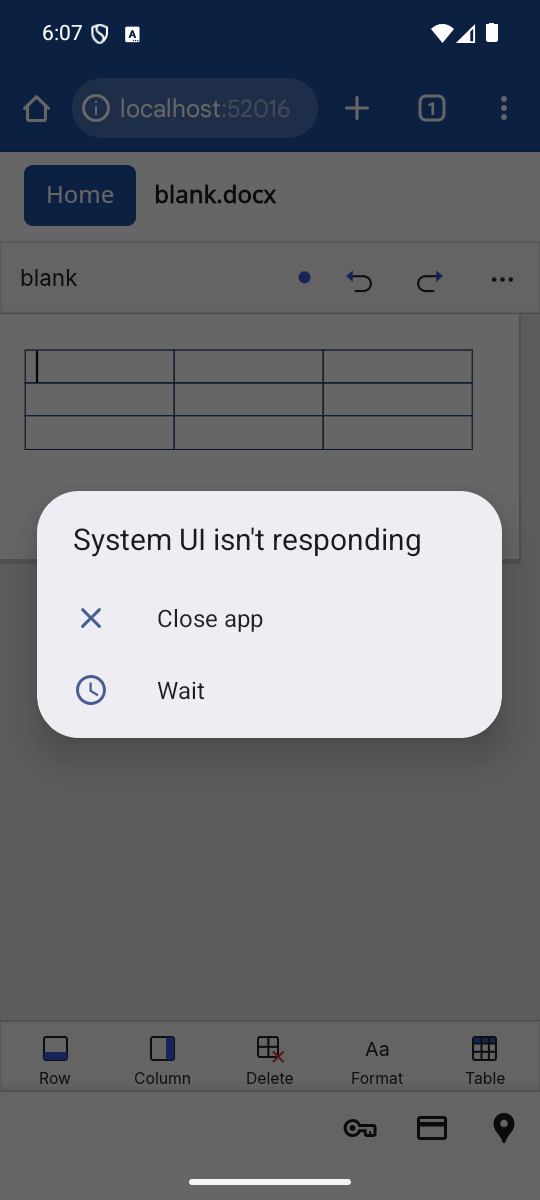 6:07
A
localhost:52016
1
Home
blank.docx
blank
System UI isn't responding
Close app
Wait
Aa
Row
Column
Delete
Format
Table